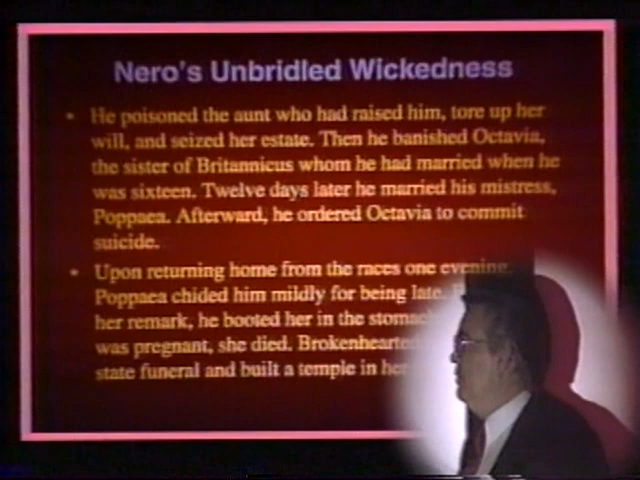 Nero's Unbridled Wickedness
• He poisoned the aunt who had raised him, tore up her
will, and seized her estate. Then he banished Octavia,
the sister of Britannicus whom he had married when he
was sixteen. Twelve days later he married his mistress,
Poppaea. Afterward, he ordered Octavia to commit
suicide.
• Upon returning home from the races one evening,
Poppaea chided him mildly for being late.
her remark, he booted her in the
was pregnant, she died. Brokenhearted
state funeral and built a temple in